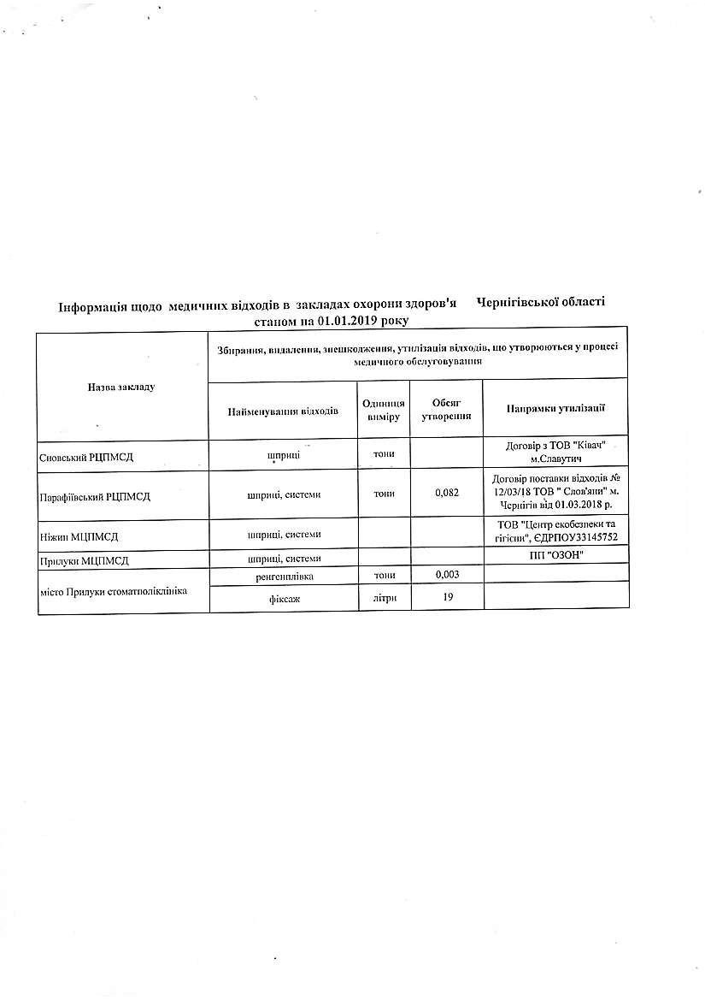 Інформація щодо медичних відходів в закладах охорони здоров'я Чернігівської області
станом на 01.01.2019 року
Назва закладу
Збирання, видалення, знешкодження, утилізація відходів, що утворюються у процесі
медичного обслуговування
Найменування відходів
Одиниця
виміру
Обсяг
утворення
Напрямки утилізації
Сновський РЦПМСД
шприці
тони
Договір з ТОВ "Ківач"
м.Славутич
Парафіївський РЦПМСД
шприці, системи
тони
0,082
Договір поставки відходів №
12/03/18 ТОВ " Слов'яни" м.
Чернігів від 01.03.2018 р.
Ніжин МЦПМСД
шприці, системи
ТОВ "Центр екобезпеки та
гігієни", ЄДРПОУ33145752
Прилуки МЦПМСД
шприці, системи
ПП "ОЗОН"
місто Прилуки стоматполіклініка
ренгенплівка
тони
0,003
фіксаж
літри
19